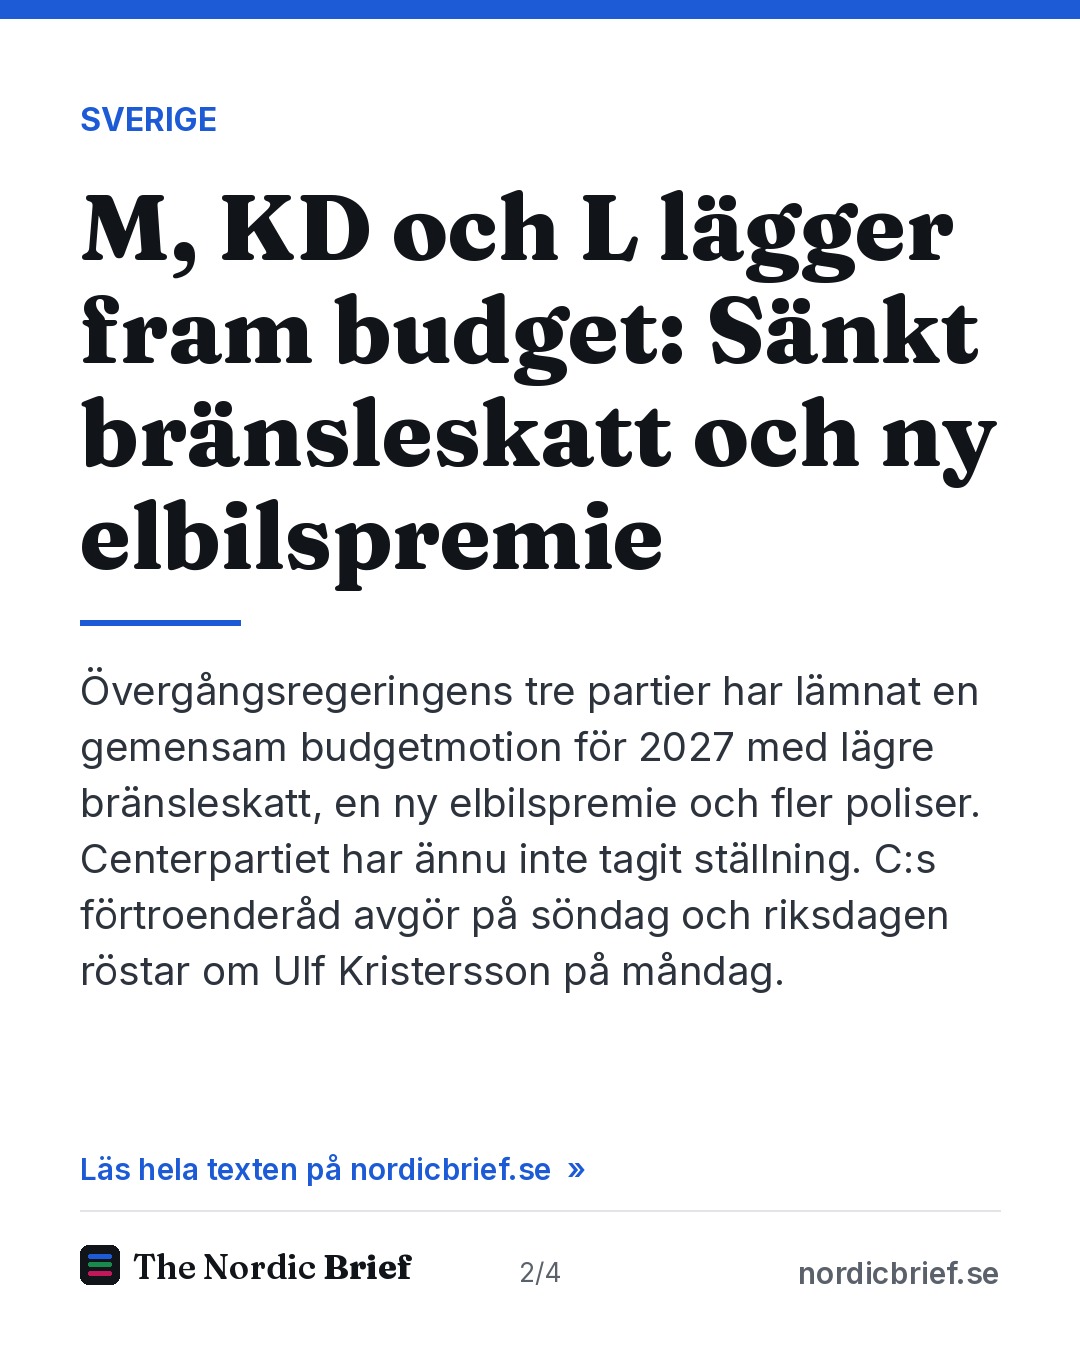 SVERIGE
M, KD och L lägger
fram budget: Sänkt
bränsleskatt och ny
elbilspremie
Övergångsregeringens tre partier har lämnat en
gemensam budgetmotion för 2027 med lägre
bränsleskatt, en ny elbilspremie och fler poliser.
Centerpartiet har ännu inte tagit ställning. C:s
förtroenderåd avgör på söndag och riksdagen
röstar om Ulf Kristersson på måndag.
Läs hela texten på nordicbrief.se »
The Nordic Brief
2/4
nordicbrief.se